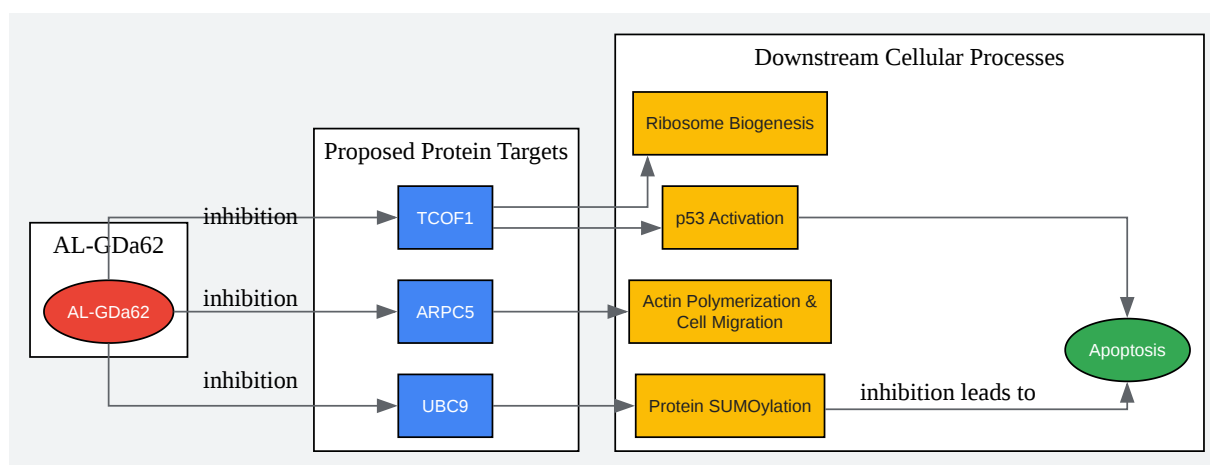 Downstream Cellular Processes
Ribosome Biogenesis
Proposed Protein Targets
inhibition
TCOF1
p53 Activation
AL-GDa62
AL-GDa62
inhibition
ARPC5
Actin Polymerization &
Cell Migration
Apoptosis
inhibition
UBC9
Protein SUMOylation
inhibition leads to